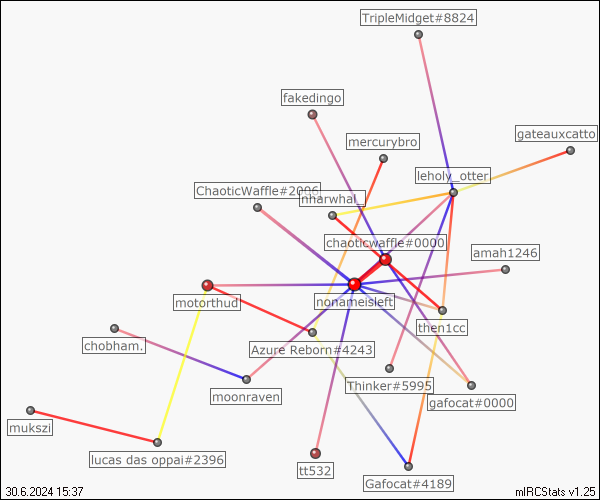 TripleMidget#8824
fakedingo
mercurybro
gateauxcatto
leholy_otter
ChaoticWaffle#2006
nharwhal_
chaoticwaffle#0000
amah1246
motorthud
nonameisleft
then1cc
chobham.
Azure Reborn#4243
Thinker#5995
moonraven
gafocat#0000
mukszi
lucas das oppai#2396
tt532
Gafocat#4189
30.6.2024 15:37
mIRCStats v1.25